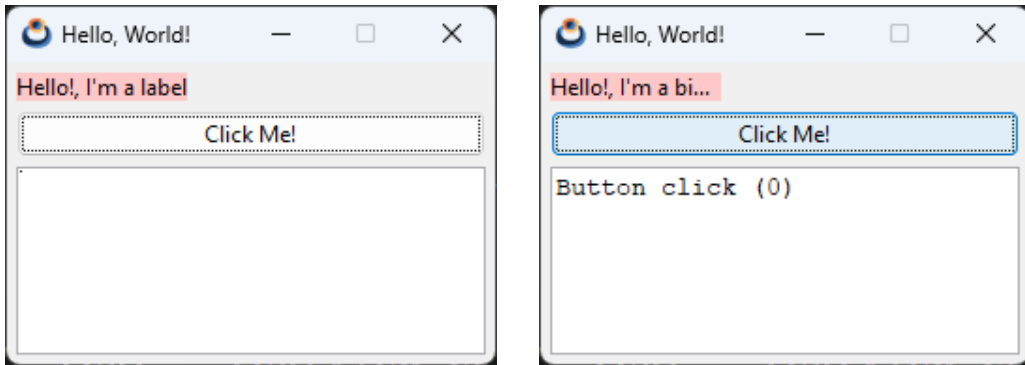 Hello, World!
Hello!, I'm a label
Click Me!
Hello, World!
Hello!, I'm a bi...
Click Me!
Button click (0)